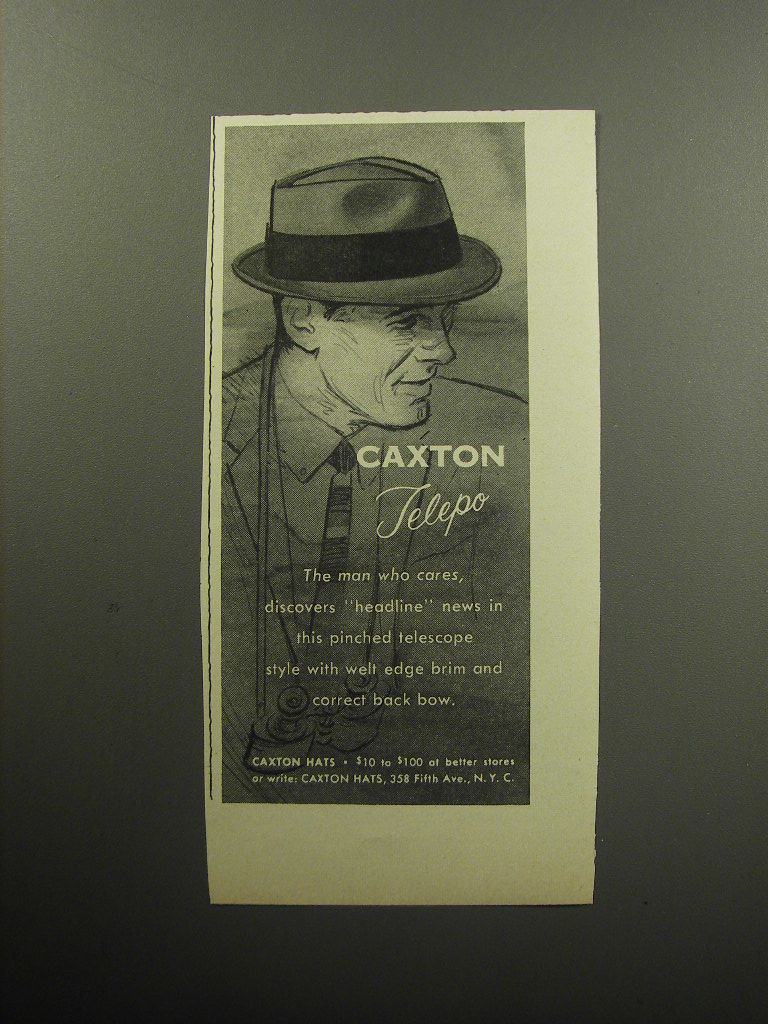 CAXTON
Telepo
The man who cares,
discovers "headline" news in
this pinched telescope
style with welt edge brim and
correct back bow.
CAXTON HATS • $10 to $100 at better stores
or write: CAXTON HATS, 358 Fifth Ave., N. Y. C.